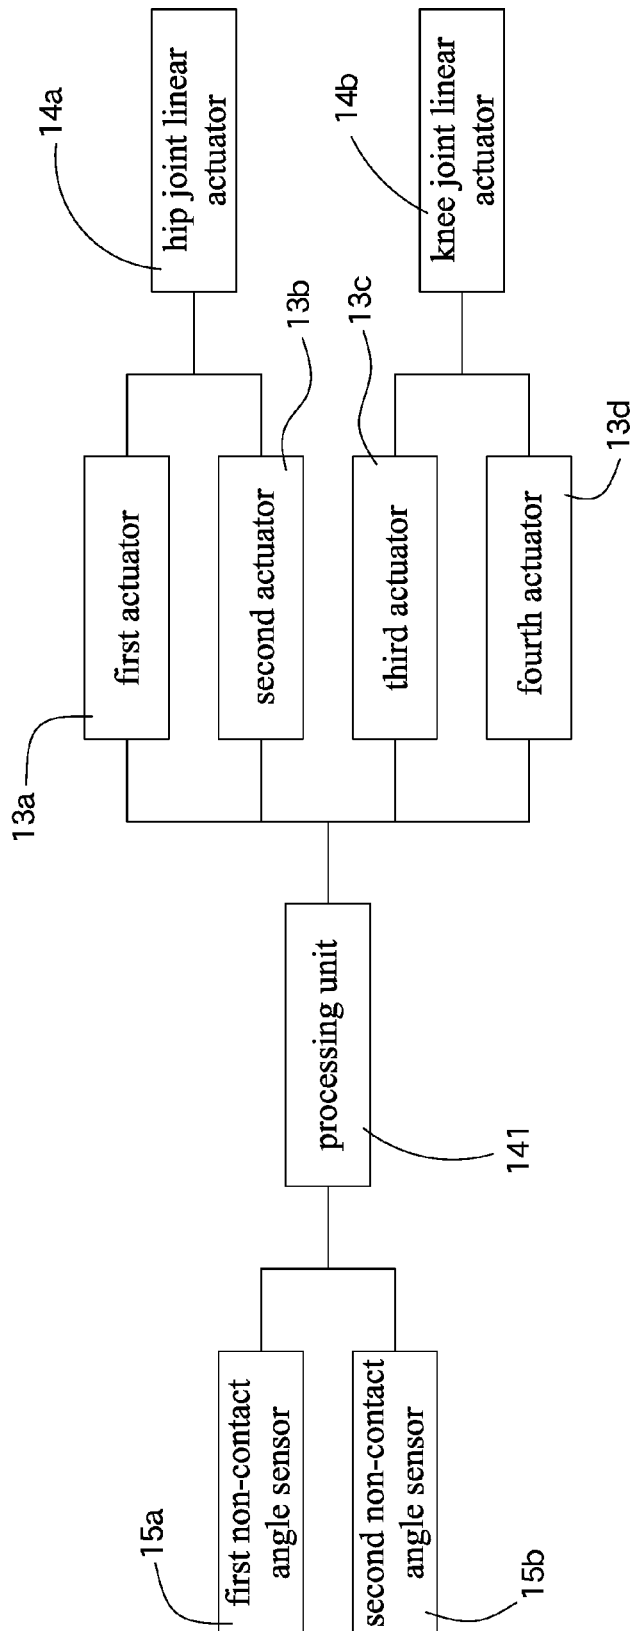 15a
first non-contact
angle sensor
second non-contact
angle sensor
15b
processing unit
141
13a
first actuator
second actuator
13b
third actuator
13c
fourth actuator
13d
14a
hip joint linear
actuator
14b
knee joint linear
actuator